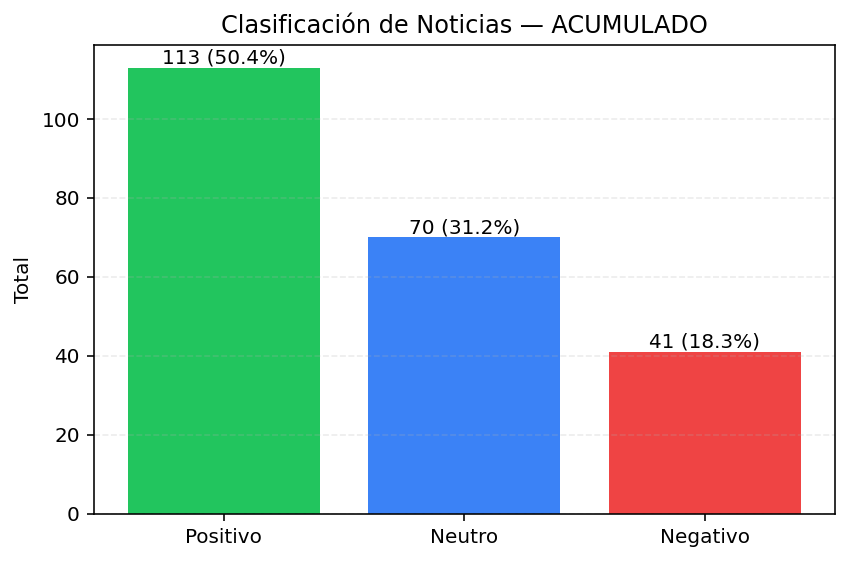 Clasificación de Noticias — ACUMULADO
113 (50.4%)
70 (31.2%)
41 (18.3%)
Total
100
80
60
40
20
0
Positivo
Neutro
Negativo